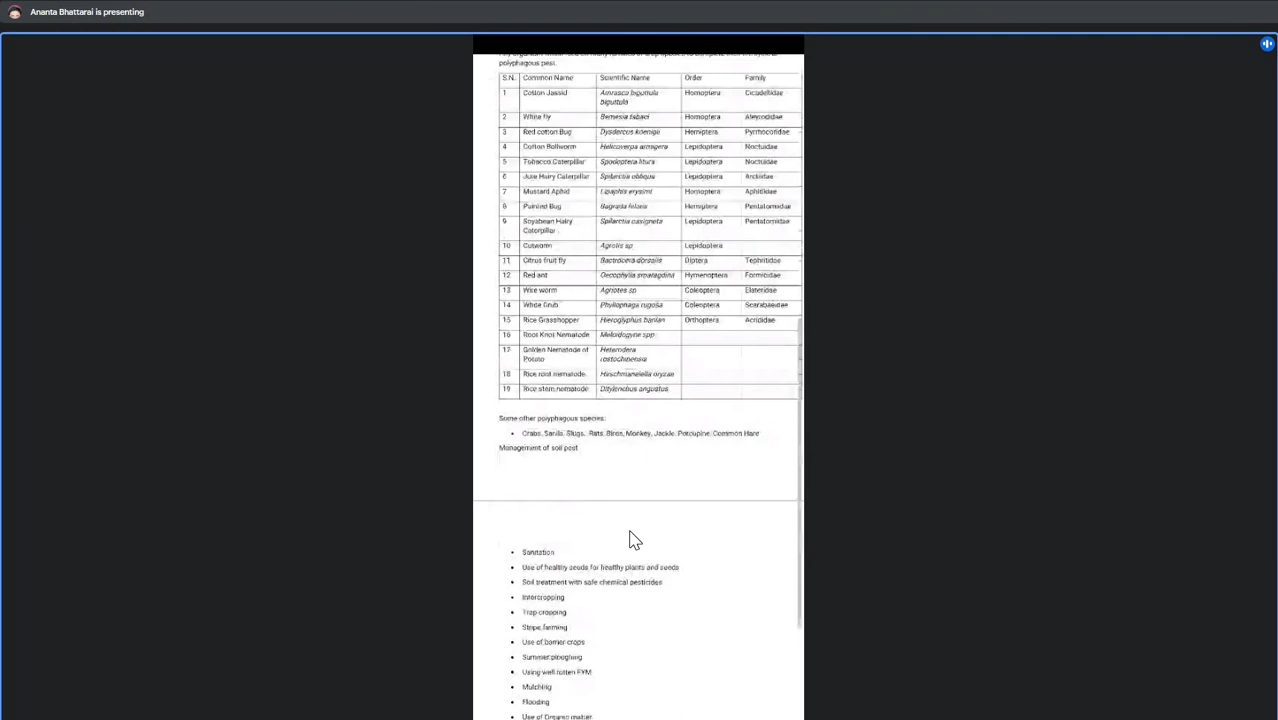 Ananta Bhattarai is presenting
polyphagous pest.
S.N. Common Name Scientific Name Order Family
1 Cotton Jassid Amrasca biguttula Homoptera Cicadellidae
biguttula
2 White fly Bemesia tabaci Homoptera Aleyrodidae
3 Red cotton Bug Dysdercus koenigii Hemiptera Pyrrhocoridae
4 Cotton Bollworm Helicoverpa armigera Lepidoptera Noctuidae
5 Tobacco Caterpillar Spodoptera litura Lepidoptera Noctuidae
6 Jute Hairy Caterpillar Spilarctia obliqua Lepidoptera Arctiidae
7 Mustard Aphid Lipaphis erysimi Homoptera Aphididae
8 Painted Bug Bagrada hilaris Hemiptera Pentatomidae
9 Soyabean Hairy Spilarctia casigneta Lepidoptera Pentatomidae
Caterpillar
10 Cutworm Agrotis sp Lepidoptera
11 Citrus fruit fly Bactrocera dorsalis Diptera Tephritidae
12 Red ant Oecophylla smaragdina Hymenoptera Formicidae
13 Wire worm Agriotes sp Coleoptera Elateridae
14 White Grub Phyllophaga rugosa Coleoptera Scarabaeidae
15 Rice Grasshopper Hieroglyphus banian Orthoptera Acrididae
16 Root Knot Nematode Meloidogyne spp
17 Golden Nematode of Heterodera
Potato rostochinensis
18 Rice root nematode Hirschmaniella oryzae
19 Rice stem nematode Ditylenchus angustus
Some other polyphagous species:
• Crabs, Snails, Slugs, Rats, Birds, Monkey, Jackle, Porcupine, Common Hare
Management of soil pest
• Sanitation
• Use of healthy seeds for healthy plants and seeds
• Soil treatment with safe chemical pesticides
• Intercropping
• Trap cropping
• Stripe farming
• Use of barrier crops
• Summer ploughing
• Using well rotten FYM
• Mulching
• Flooding
• Use of Organic matter